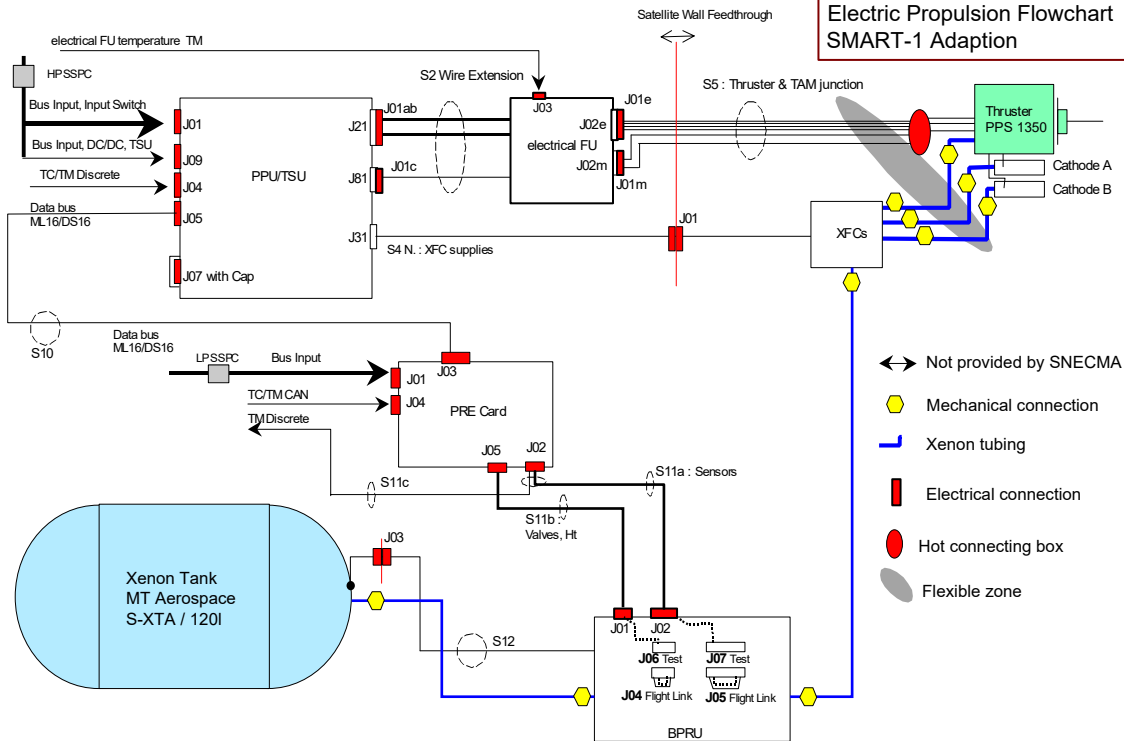 Electric Propulsion Flowchart
SMART-1 Adaption
Satellite Wall Feedthrough
electrical FU temperature TM
HPSSPC
S2 Wire Extension
S5 : Thruster & TAM junction
Bus Input, Input Switch
J01
J01ab
J21
J03
J01e
J02e
electrical FU
J02m
J01m
Thruster
PPS 1350
Bus Input, DC/DC, TSU
J09
PPU/TSU
J81
J01c
Cathode A
Cathode B
TC/TM Discrete
J04
Data bus
ML16/DS16
J05
J31
S4 N. : XFC supplies
J01
XFCs
J07 with Cap
S10
Data bus
ML16/DS16
LPSSPC
Bus Input
J03
J01
TC/TM CAN
J04
PRE Card
TM Discrete
J05
J02
S11c
S11a : Sensors
S11b :
Valves, Ht
Not provided by SNECMA
Mechanical connection
Xenon tubing
Electrical connection
Hot connecting box
Flexible zone
J03
Xenon Tank
MT Aerospace
S-XTA / 120l
S12
J01
J02
J06 Test
J07 Test
J04 Flight Link
J05 Flight Link
BPRU